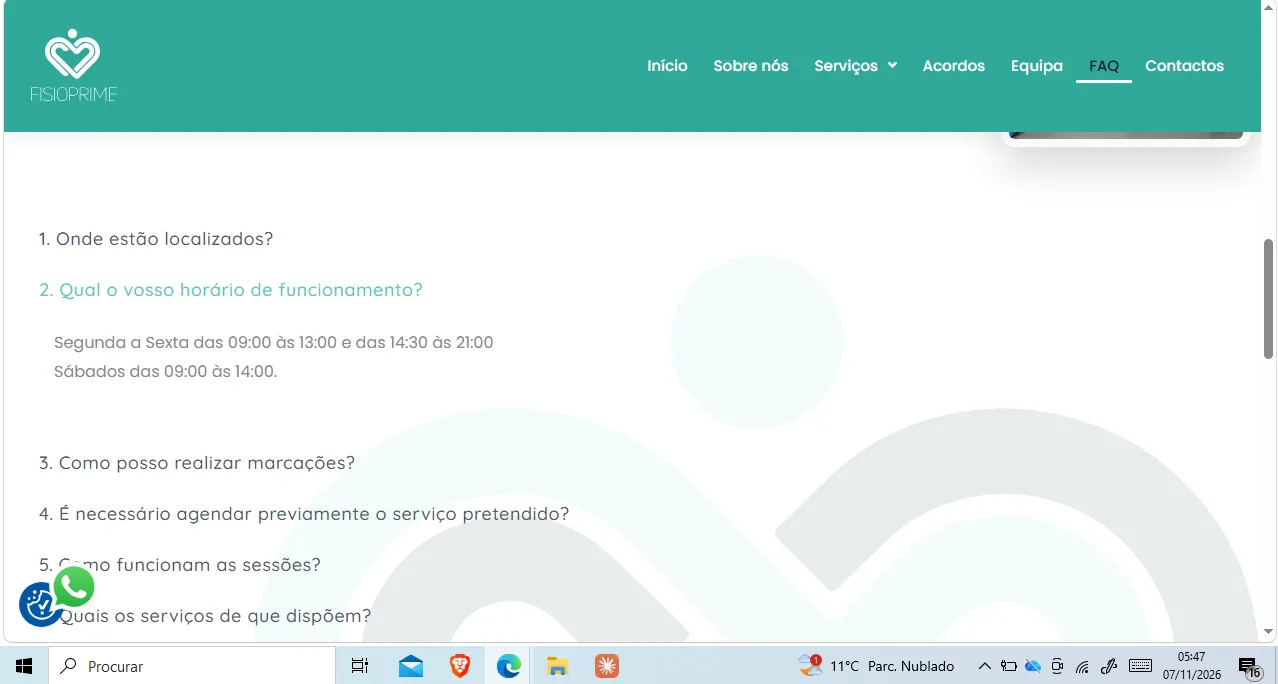 FISIOPRIME
Início Sobre nós Serviços Acordos Equipa FAQ Contactos
1. Onde estão localizados?
2. Qual o vosso horário de funcionamento?
Segunda a Sexta das 09:00 às 13:00 e das 14:30 às 21:00
Sábados das 09:00 às 14:00.
3. Como posso realizar marcações?
4. É necessário agendar previamente o serviço pretendido?
5. Como funcionam as sessões?
Quais os serviços de que dispõem?
Procurar
1
11°C Parc. Nublado
05:47
07/11/2026
16